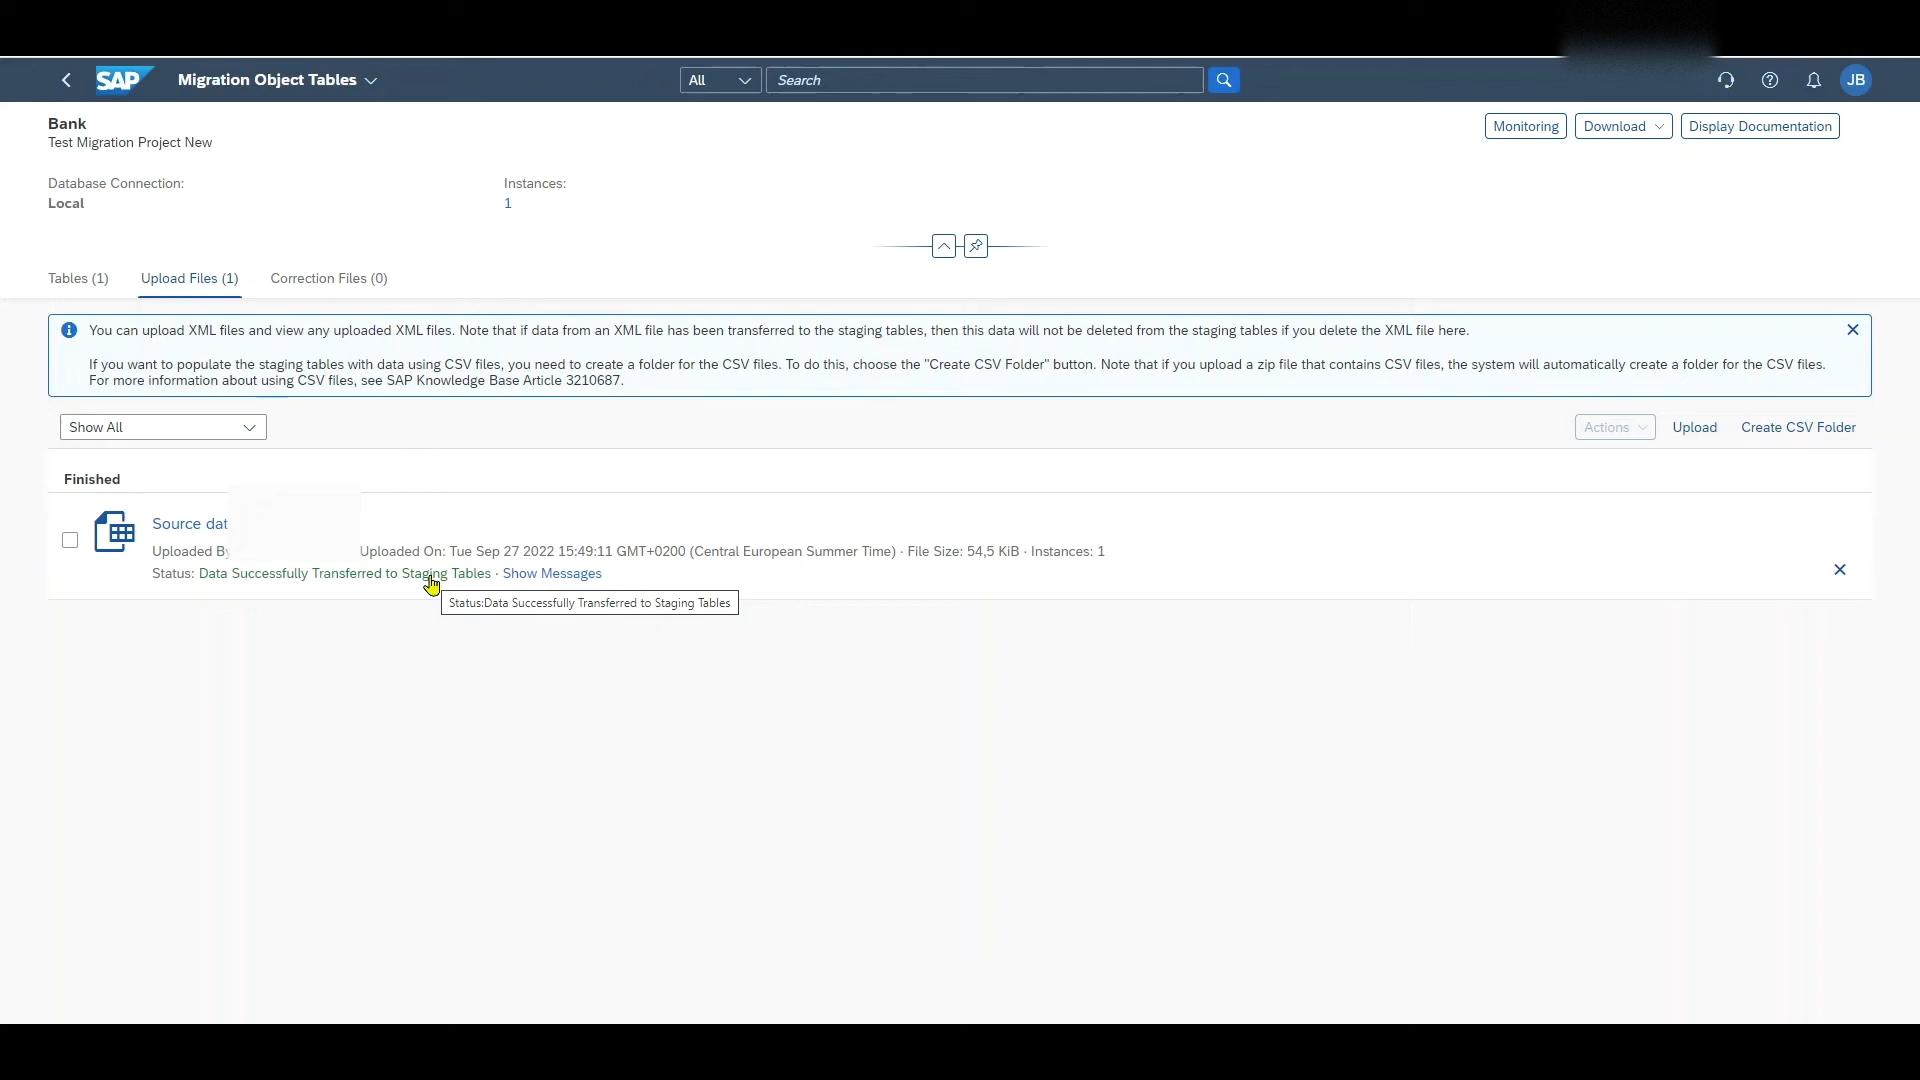 SAP Migration Object Tables All Search JB
Bank
Test Migration Project New
Monitoring Download Display Documentation
Database Connection: Instances:
Local 1
Tables (1) Upload Files (1) Correction Files (0)
You can upload XML files and view any uploaded XML files. Note that if data from an XML file has been transferred to the staging tables, then this data will not be deleted from the staging tables if you delete the XML file here.
If you want to populate the staging tables with data using CSV files, you need to create a folder for the CSV files. To do this, choose the "Create CSV Folder" button. Note that if you upload a zip file that contains CSV files, the system will automatically create a folder for the CSV files.
For more information about using CSV files, see SAP Knowledge Base Article 3210687.
Show All Actions Upload Create CSV Folder
Finished
Source dat
Uploaded By Uploaded On: Tue Sep 27 2022 15:49:11 GMT+0200 (Central European Summer Time) · File Size: 54,5 KiB · Instances: 1
Status: Data Successfully Transferred to Staging Tables · Show Messages
Status:Data Successfully Transferred to Staging Tables